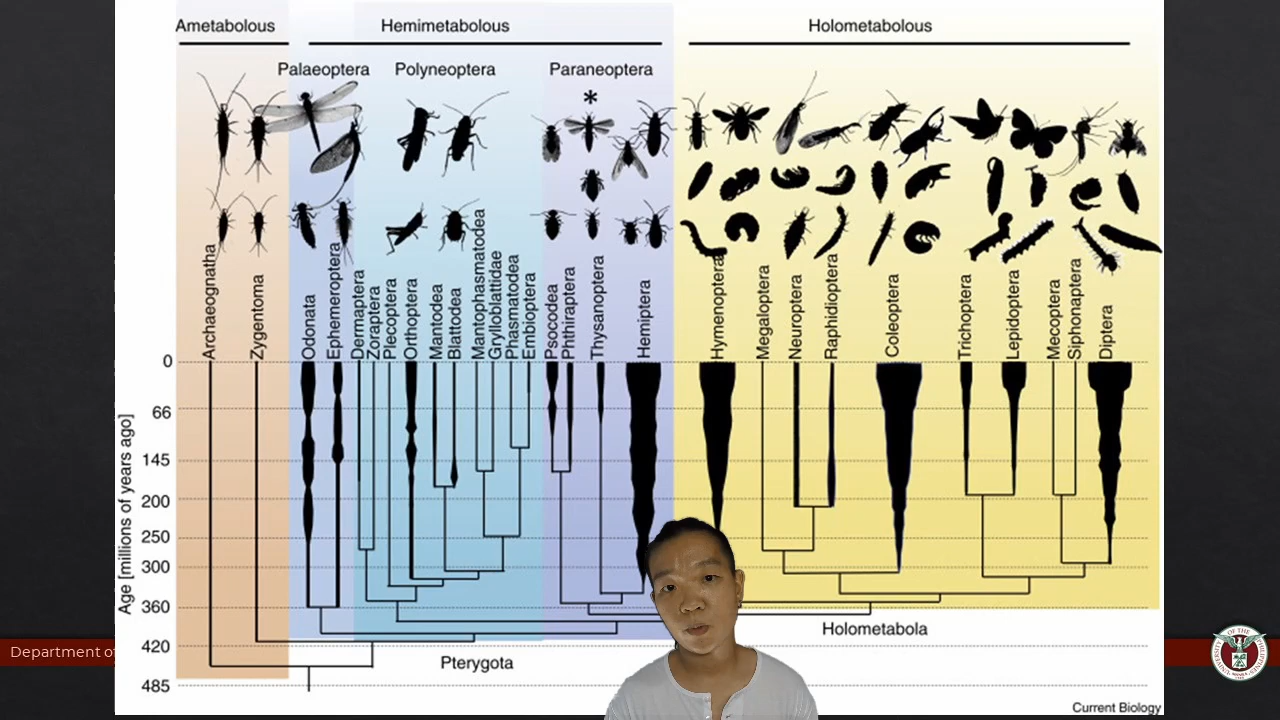 Ametabolous
Hemimetabolous
Holometabolous
Palaeoptera
Polyneoptera
Paraneoptera
*
Archaeognatha
Zygentoma
Odonata
Ephemeroptera
Dermaptera
Zoraptera
Plecoptera
Orthoptera
Mantodea
Blattodea
Mantophasmatodea
Grylloblattidae
Phasmatodea
Embioptera
Psocodea
Phthiraptera
Thysanoptera
Hemiptera
Hymenoptera
Megaloptera
Neuroptera
Raphidioptera
Coleoptera
Trichoptera
Lepidoptera
Mecoptera
Siphonaptera
Diptera
Age [millions of years ago]
0
66
145
200
250
300
360
420
485
Holometabola
Pterygota
Department of
Current Biology